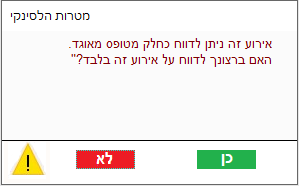 מטרות הלסינקי
אירוע זה ניתן לדווח כחלק מטופס מאוגד.
האם ברצונך לדווח על אירוע זה בלבד?"
כן
לא